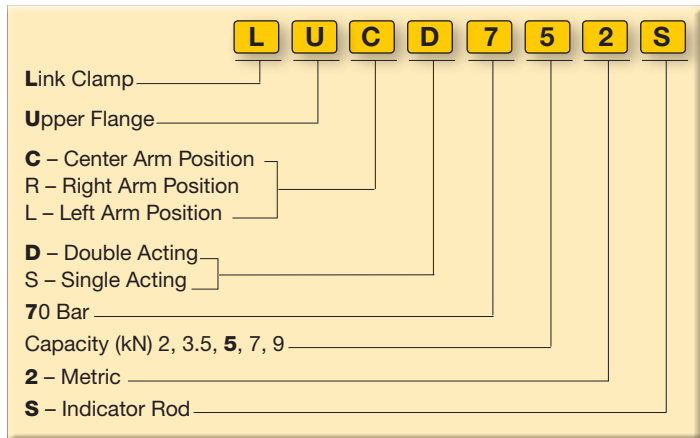 L U C D 7 5 2 S
Link Clamp
Upper Flange
C – Center Arm Position
R – Right Arm Position
L – Left Arm Position
D – Double Acting
S – Single Acting
70 Bar
Capacity (kN) 2, 3.5, 5, 7, 9
2 – Metric
S – Indicator Rod